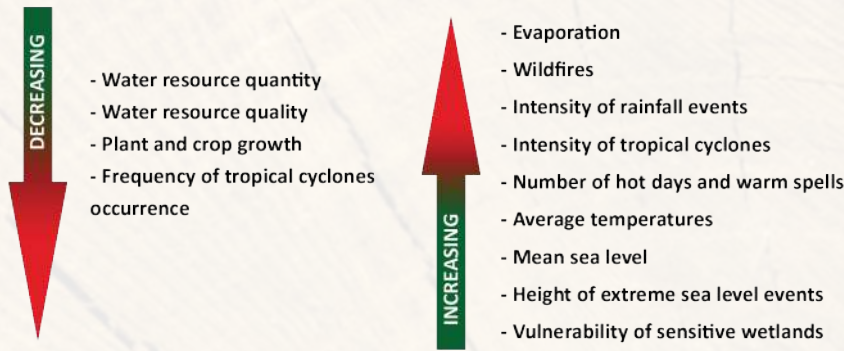 DECREASING
- Water resource quantity
- Water resource quality
- Plant and crop growth
- Frequency of tropical cyclones
occurrence
INCREASING
- Evaporation
- Wildfires
- Intensity of rainfall events
- Intensity of tropical cyclones
- Number of hot days and warm spells
- Average temperatures
- Mean sea level
- Height of extreme sea level events
- Vulnerability of sensitive wetlands